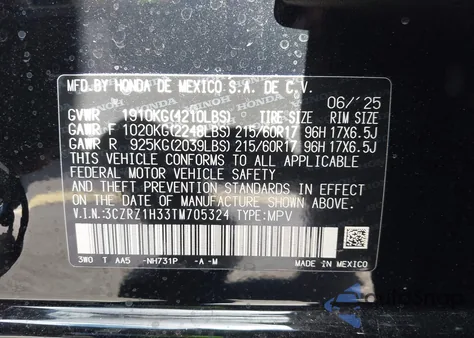 MFD. BY HONDA DE MEXICO S.A. DE C.V.
06/'25
GVWR 1910KG(4210LBS) TIRE SIZE RIM SIZE
GAWR F 1020KG(2248LBS) 215/60R17 96H 17X6.5J
GAWR R 925KG(2039LBS) 215/60R17 96H 17X6.5J
THIS VEHICLE CONFORMS TO ALL APPLICABLE
FEDERAL MOTOR VEHICLE SAFETY
AND THEFT PREVENTION STANDARDS IN EFFECT
ON THE DATE OF MANUFACTURE SHOWN ABOVE.
V.I.N:3CZRZ1H33TM705324 TYPE:MPV
3W0 T AA5 -NH731P -A-M MADE IN MEXICO